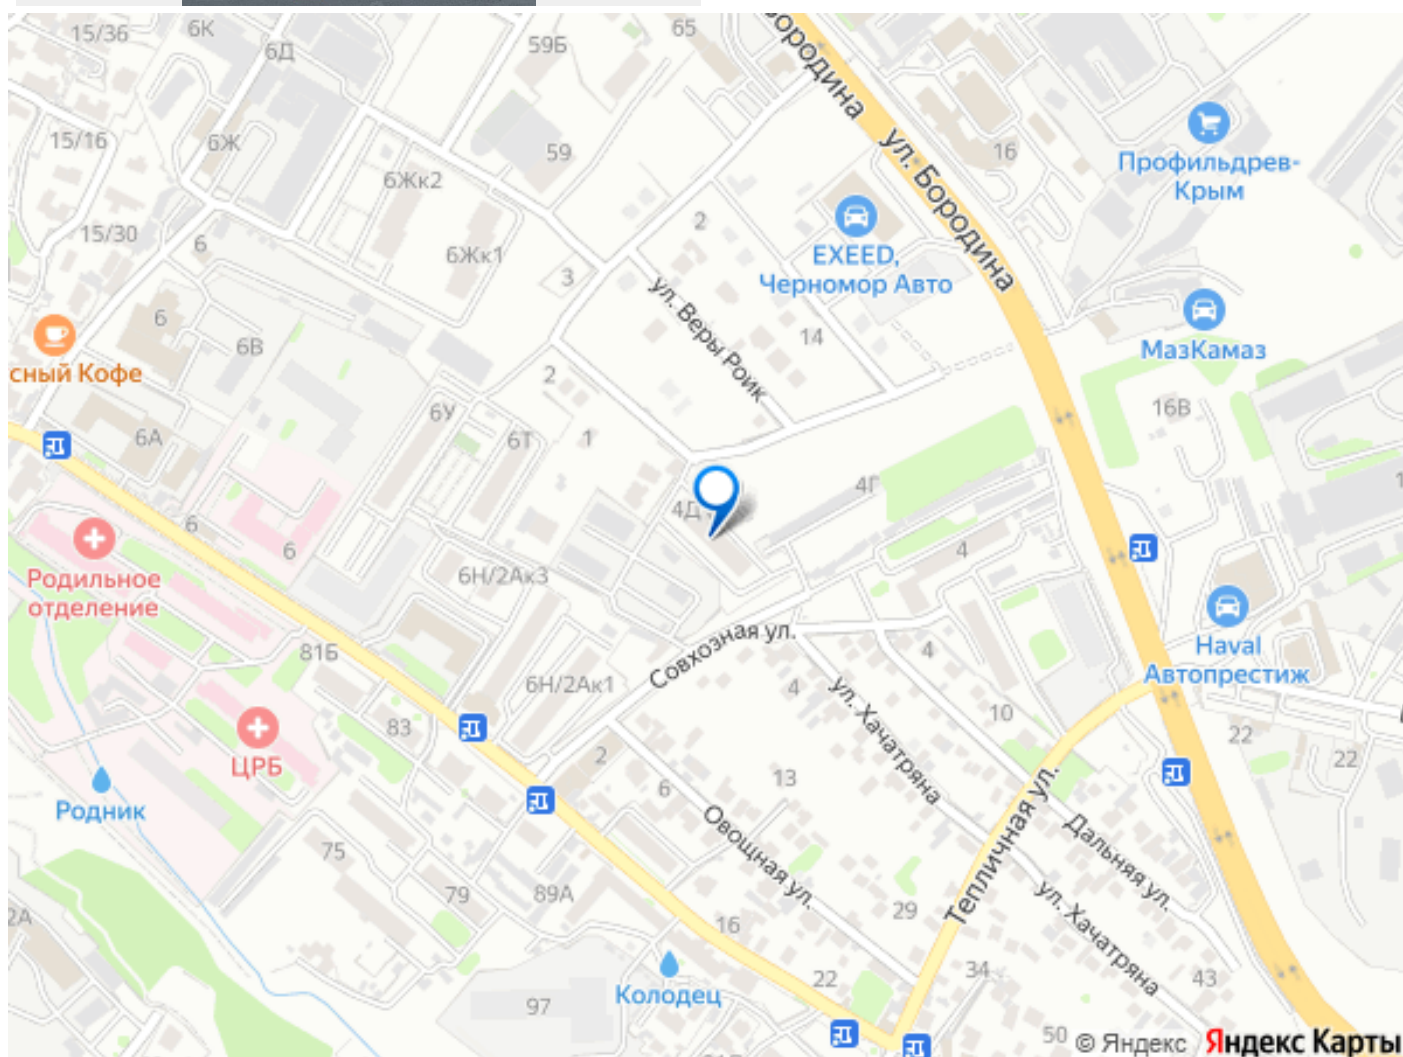 15/36
6К
6Д
59Б
65
Бородина
ул. Бородина
15/16
6Ж
59
6Жк2
16
Профильдрев-
Крым
15/30
6
6Жк1
3
2
EXEED,
Черномор Авто
ул. Веры Роик
14
МазКамаз
6
6В
сный Кофе
2
6У
6Т
1
6А
16В
4Д
4Г
6
6
Родильное
отделение
6Н/2Ак3
4
Совхозная ул.
81Б
6Н/2Ак1
4
4
Haval
Автопрестиж
83
ЦРБ
10
ул. Хачатряна
22
22
2
Родник
6
13
Тепличная ул.
Дальняя ул.
Овощная ул.
75
79
89А
2А
16
29
ул. Хачатряна
97
Колодец
22
34
43
50
© Яндекс
Яндекс Карты